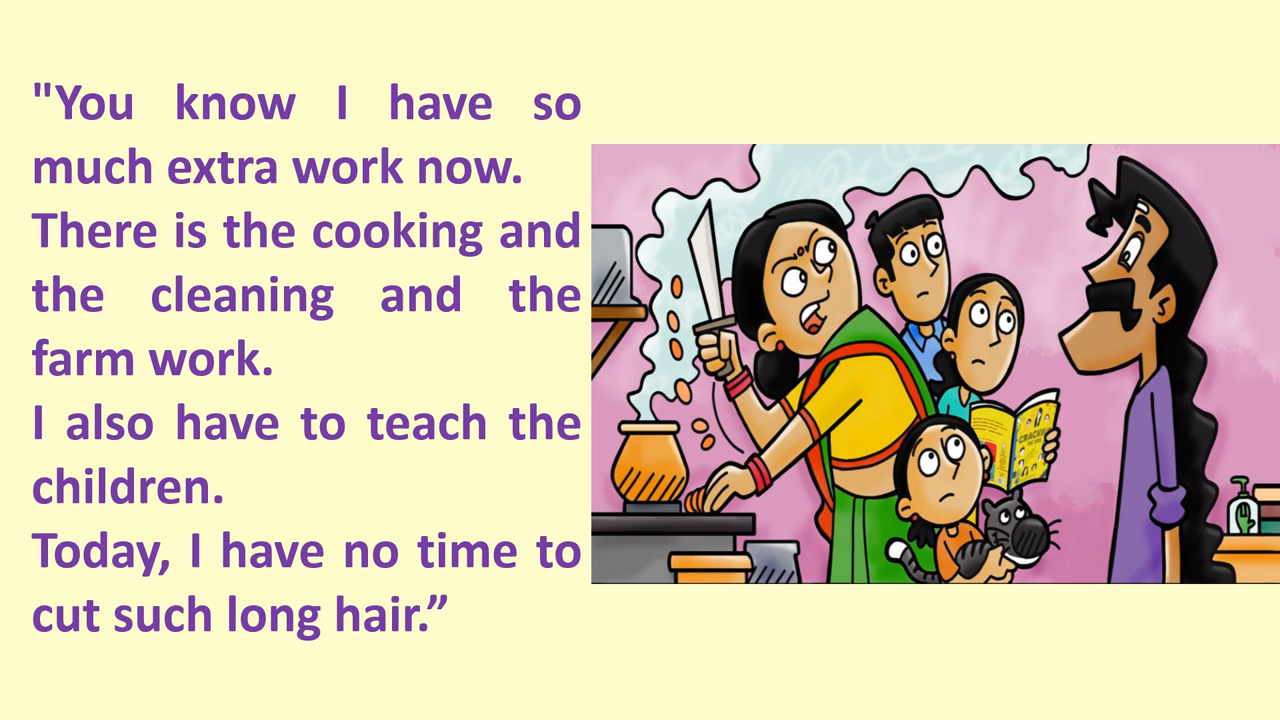 "You know I have so
much extra work now.
There is the cooking and
the cleaning and the
farm work.
I also have to teach the
children.
Today, I have no time to
cut such long hair.”